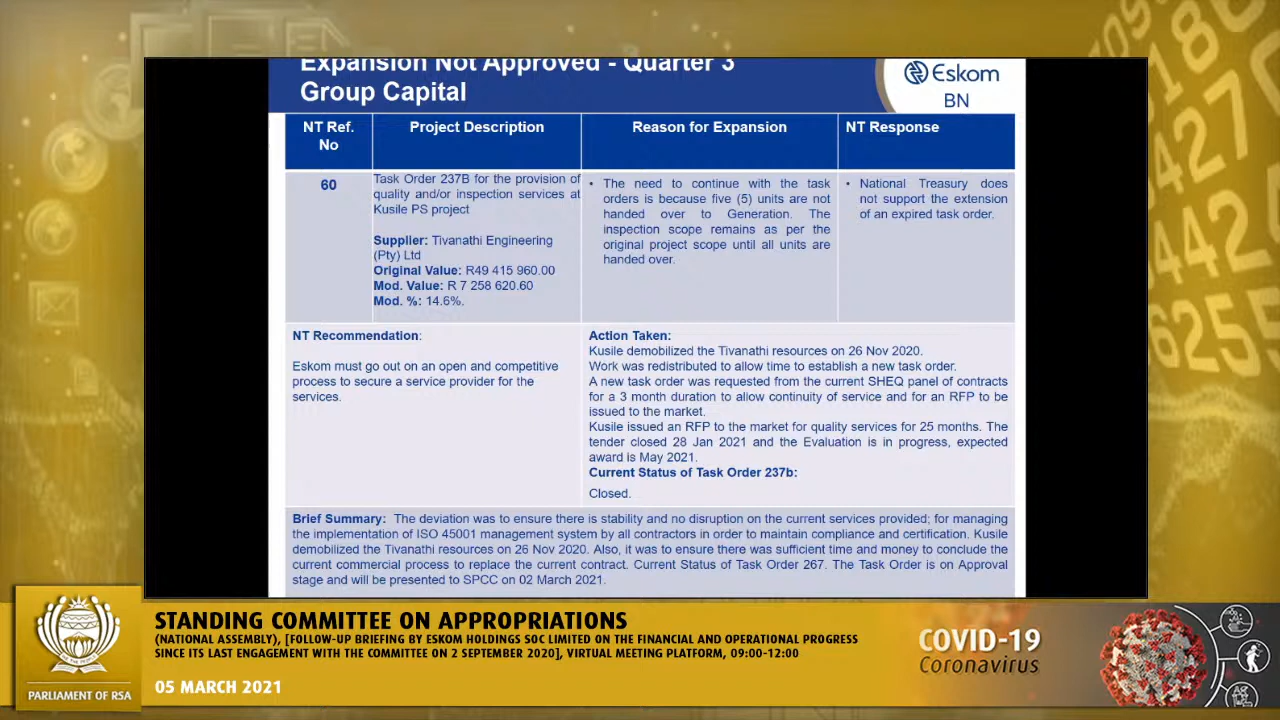 Expansion Not Approved - Quarter 3
Group Capital
Eskom
BN
NT Ref. No
Project Description
Reason for Expansion
NT Response
60
Task Order 237B for the provision of
quality and/or inspection services at
Kusile PS project
Supplier: Tivanathi Engineering
(Pty) Ltd
Original Value: R49 415 960.00
Mod. Value: R 7 258 620.60
Mod. %: 14.6%.
• The need to continue with the task
orders is because five (5) units are not
handed over to Generation. The
inspection scope remains as per the
original project scope until all units are
handed over.
• National Treasury does
not support the extension
of an expired task order.
NT Recommendation:
Eskom must go out on an open and competitive
process to secure a service provider for the
services.
Action Taken:
Kusile demobilized the Tivanathi resources on 26 Nov 2020.
Work was redistributed to allow time to establish a new task order.
A new task order was requested from the current SHEQ panel of contracts
for a 3 month duration to allow continuity of service and for an RFP to be
issued to the market.
Kusile issued an RFP to the market for quality services for 25 months. The
tender closed 28 Jan 2021 and the Evaluation is in progress, expected
award is May 2021.
Current Status of Task Order 237b:
Closed.
Brief Summary: The deviation was to ensure there is stability and no disruption on the current services provided; for managing
the implementation of ISO 45001 management system by all contractors in order to maintain compliance and certification. Kusile
demobilized the Tivanathi resources on 26 Nov 2020. Also, it was to ensure there was sufficient time and money to conclude the
current commercial process to replace the current contract. Current Status of Task Order 267. The Task Order is on Approval
stage and will be presented to SPCC on 02 March 2021.
PARLIAMENT OF RSA
STANDING COMMITTEE ON APPROPRIATIONS
(NATIONAL ASSEMBLY), [FOLLOW-UP BRIEFING BY ESKOM HOLDINGS SOC LIMITED ON THE FINANCIAL AND OPERATIONAL PROGRESS
SINCE ITS LAST ENGAGEMENT WITH THE COMMITTEE ON 2 SEPTEMBER 2020], VIRTUAL MEETING PLATFORM, 09:00-12:00
05 MARCH 2021
COVID-19
Coronavirus